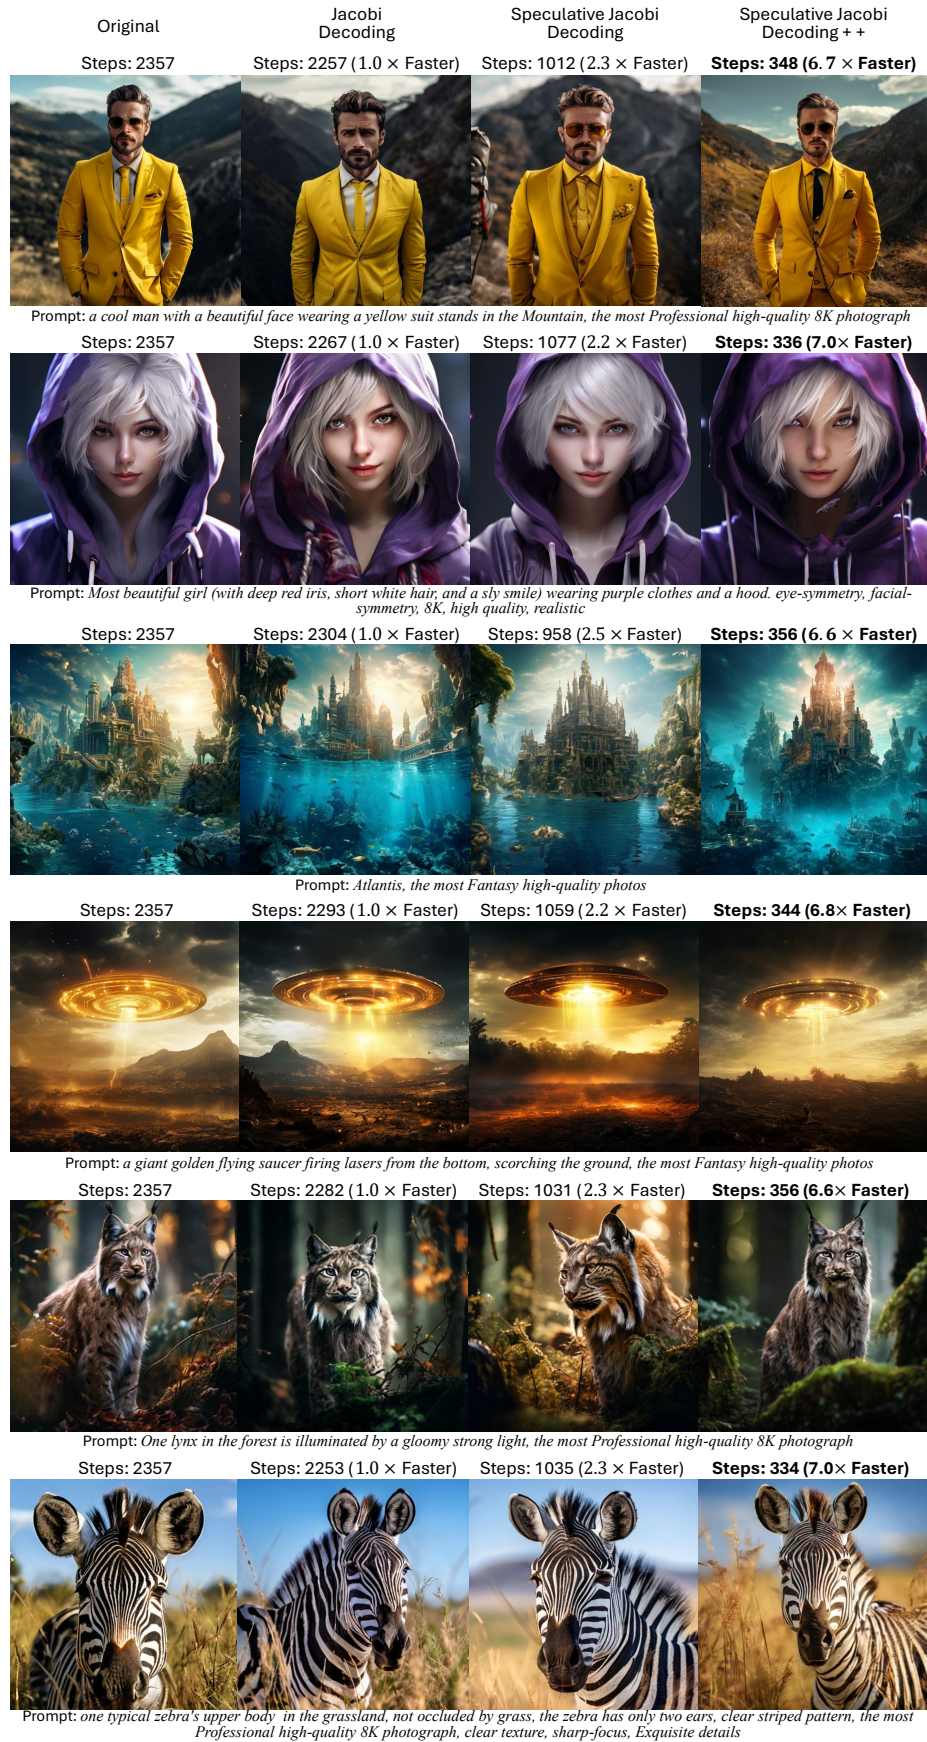 Original
Jacobi
Decoding
Speculative Jacobi
Decoding
Speculative Jacobi
Decoding + +
Steps: 2357
Steps: 2257 (1.0 × Faster)
Steps: 1012 (2.3 × Faster)
Steps: 348 (6.7 × Faster)
Prompt: a cool man with a beautiful face wearing a yellow suit stands in the Mountain, the most Professional high-quality 8K photograph
Steps: 2357
Steps: 2267 (1.0 × Faster)
Steps: 1077 (2.2 × Faster)
Steps: 336 (7.0× Faster)
Prompt: Most beautiful girl (with deep red iris, short white hair, and a sly smile) wearing purple clothes and a hood. eye-symmetry, facial-
symmetry, 8K, high quality, realistic
Steps: 2357
Steps: 2304 (1.0 × Faster)
Steps: 958 (2.5 × Faster)
Steps: 356 (6.6 × Faster)
Prompt: Atlantis, the most Fantasy high-quality photos
Steps: 2357
Steps: 2293 (1.0 × Faster)
Steps: 1059 (2.2 × Faster)
Steps: 344 (6.8× Faster)
Prompt: a giant golden flying saucer firing lasers from the bottom, scorching the ground, the most Fantasy high-quality photos
Steps: 2357
Steps: 2282 (1.0 × Faster)
Steps: 1031 (2.3 × Faster)
Steps: 356 (6.6× Faster)
Prompt: One lynx in the forest is illuminated by a gloomy strong light, the most Professional high-quality 8K photograph
Steps: 2357
Steps: 2253 (1.0 × Faster)
Steps: 1035 (2.3 × Faster)
Steps: 334 (7.0× Faster)
Prompt: one typical zebra's upper body in the grassland, not occluded by grass, the zebra has only two ears, clear striped pattern, the most
Professional high-quality 8K photograph, clear texture, sharp-focus, Exquisite details